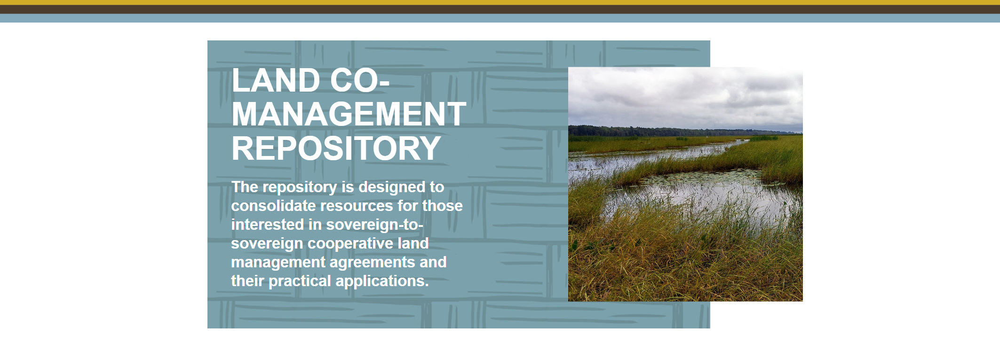 LAND CO-
MANAGEMENT
REPOSITORY
The repository is designed to
consolidate resources for those
interested in sovereign-to-
sovereign cooperative land
management agreements and
their practical applications.